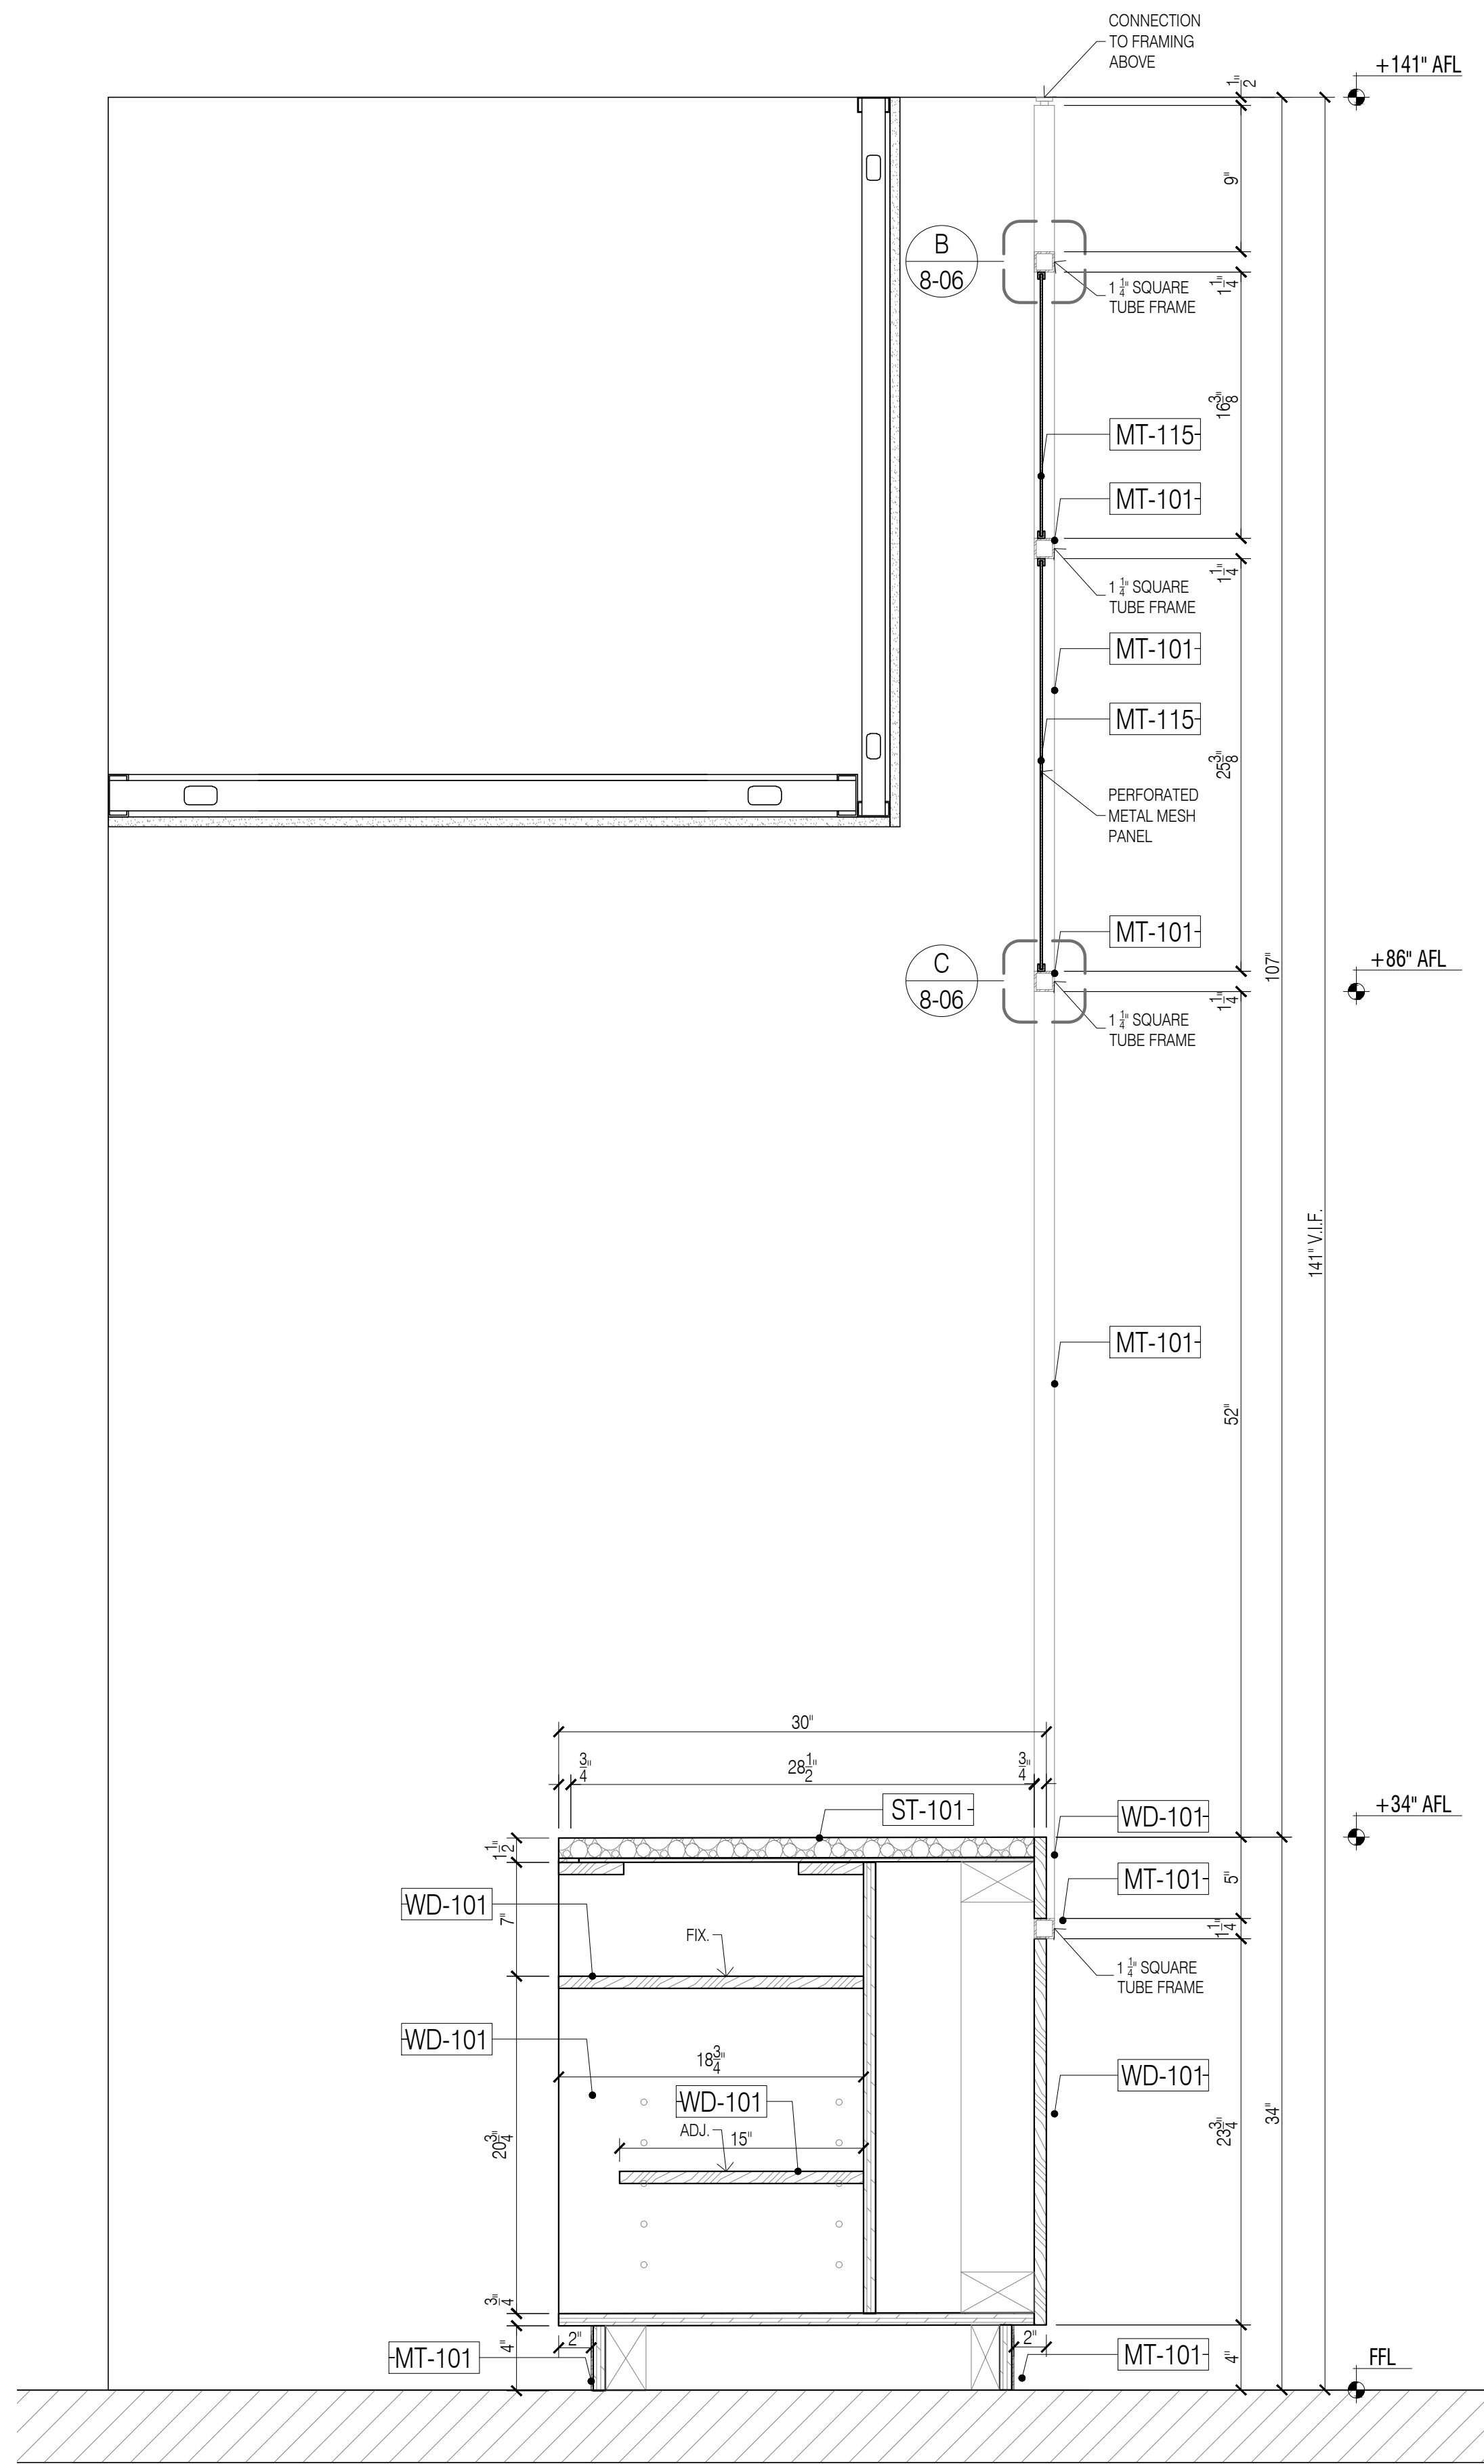 CONNECTION
TO FRAMING
ABOVE
+141" AFL
1/2"
9"
B
8-06
1 1/4" SQUARE
TUBE FRAME
1 1/4"
16 3/8"
MT-115
MT-101
1 1/4"
1 1/4" SQUARE
TUBE FRAME
MT-101
MT-115
25 3/8"
PERFORATED
METAL MESH
PANEL
MT-101
C
8-06
107"
+86" AFL
1 1/4"
1 1/4" SQUARE
TUBE FRAME
141" V.I.F.
MT-101
52"
30"
3/4"
28 1/2"
3/4"
ST-101
WD-101
+34" AFL
1 1/2"
MT-101
5"
WD-101
7"
FIX.
1 1/4"
1 1/4" SQUARE
TUBE FRAME
WD-101
18 3/4"
WD-101
WD-101
ADJ.
15"
20 3/4"
23 3/4"
34"
3/4"
4"
2"
2"
MT-101
MT-101
4"
FFL